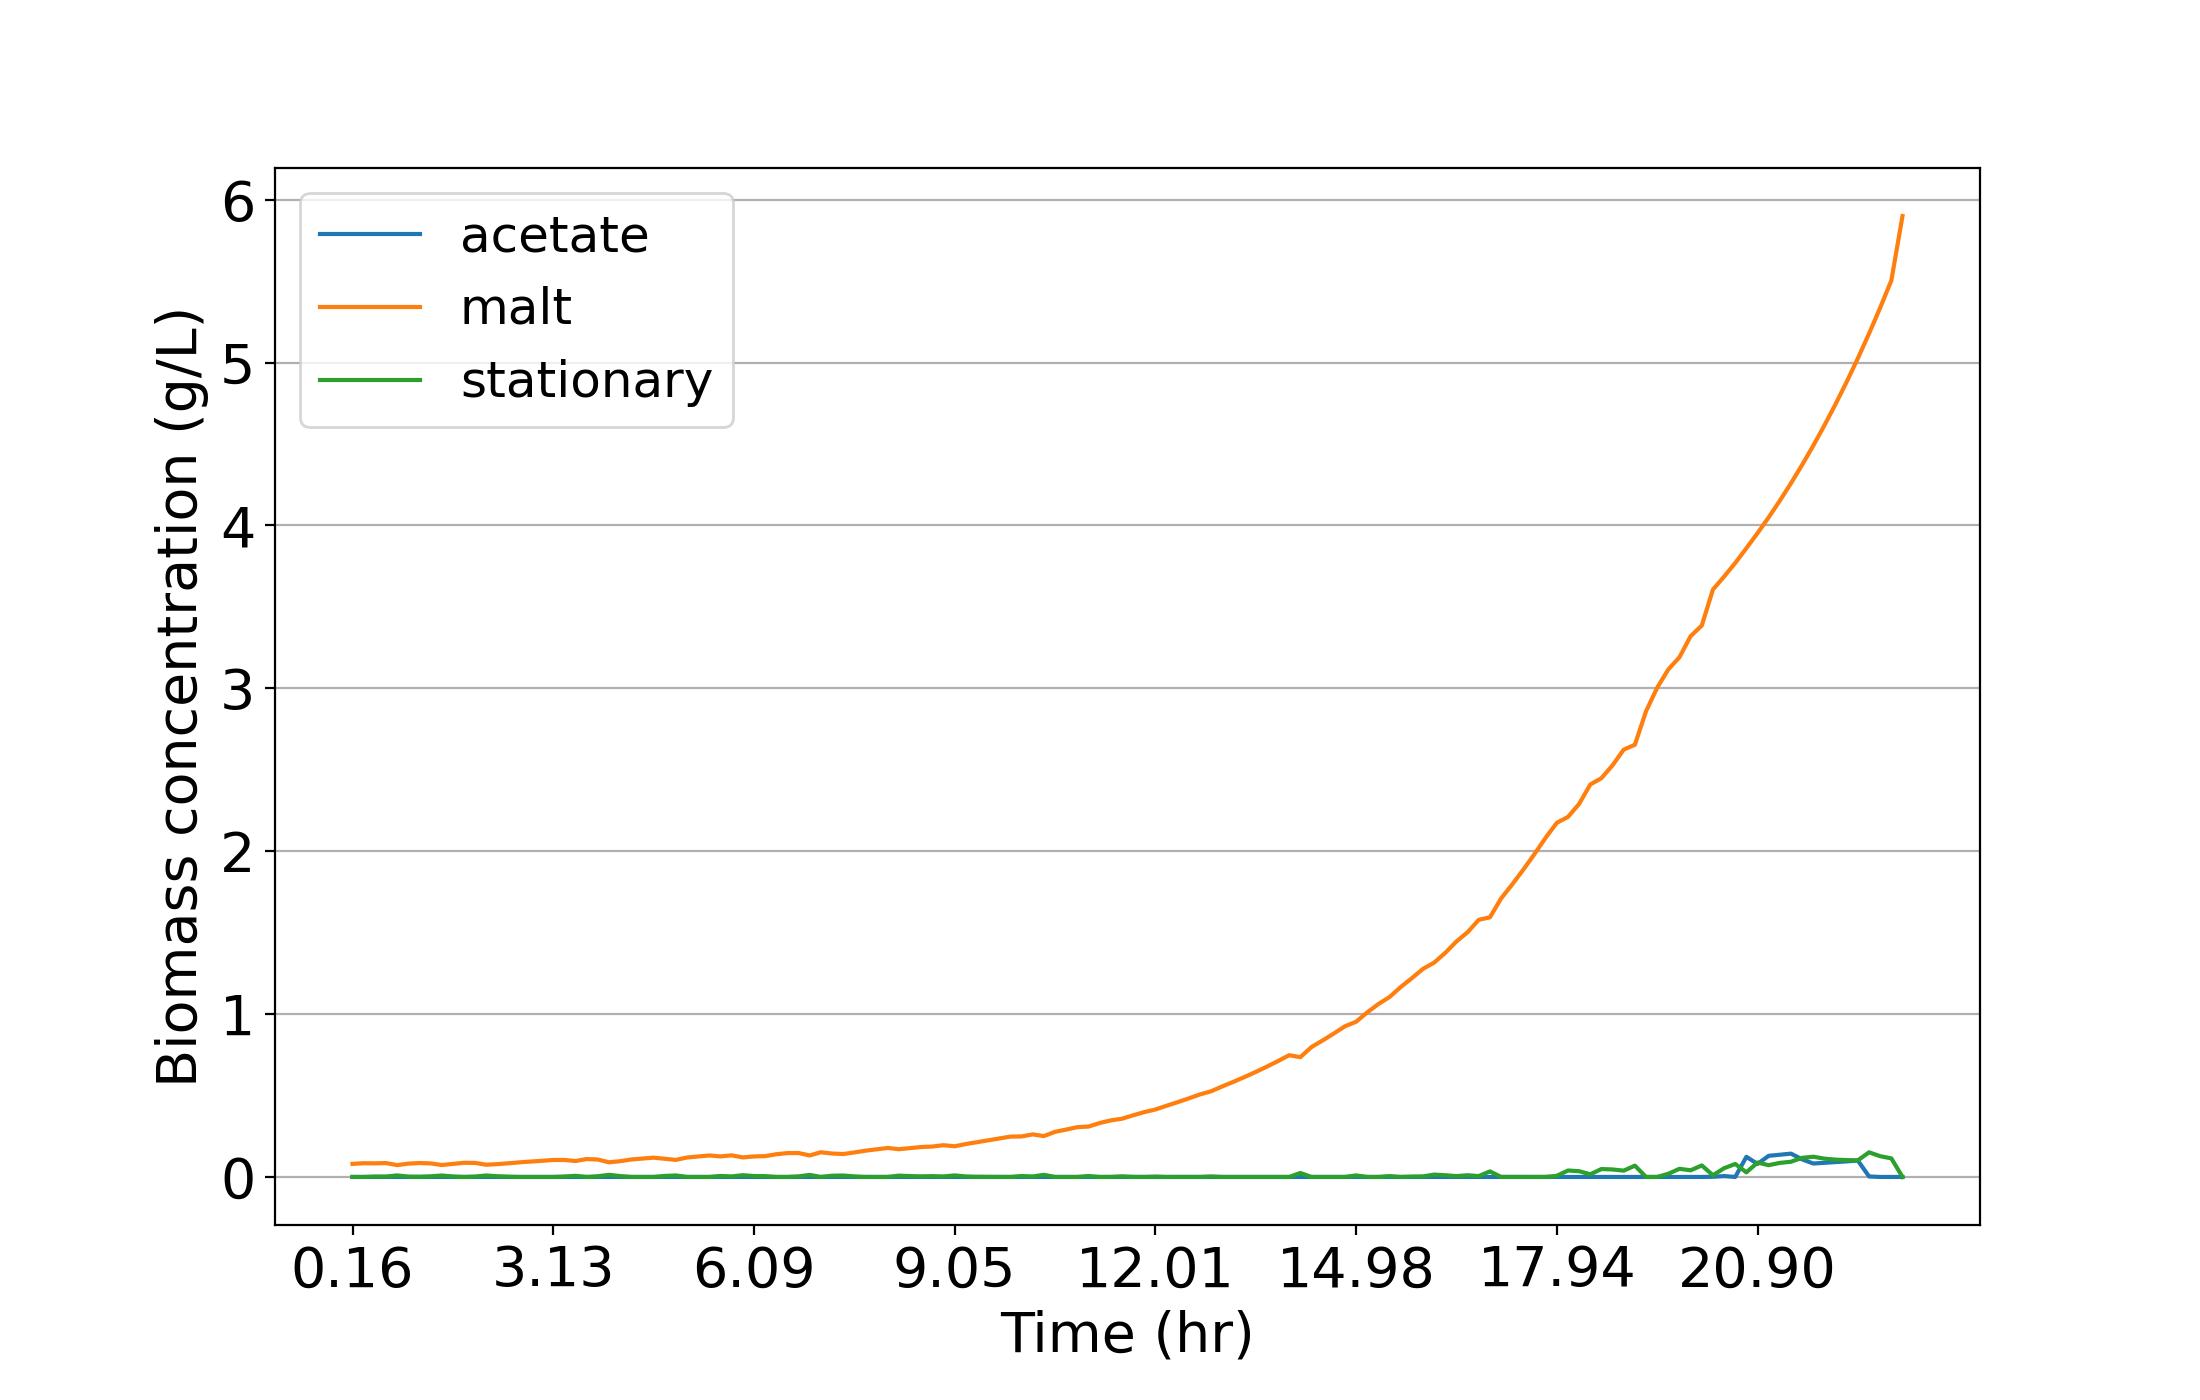 acetate
malt
stationary
6
5
4
3
2
1
0
Biomass concentration (g/L)
0.16 3.13 6.09 9.05 12.01 14.98 17.94 20.90
Time (hr)